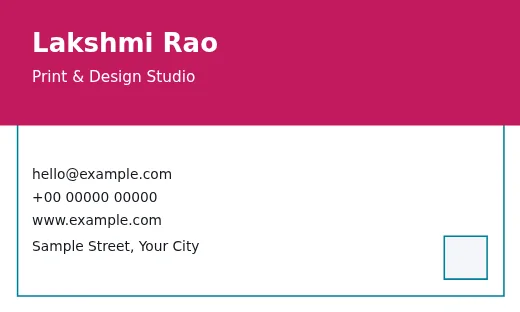 Lakshmi Rao
Print & Design Studio
hello@example.com
+00 00000 00000
www.example.com
Sample Street, Your City